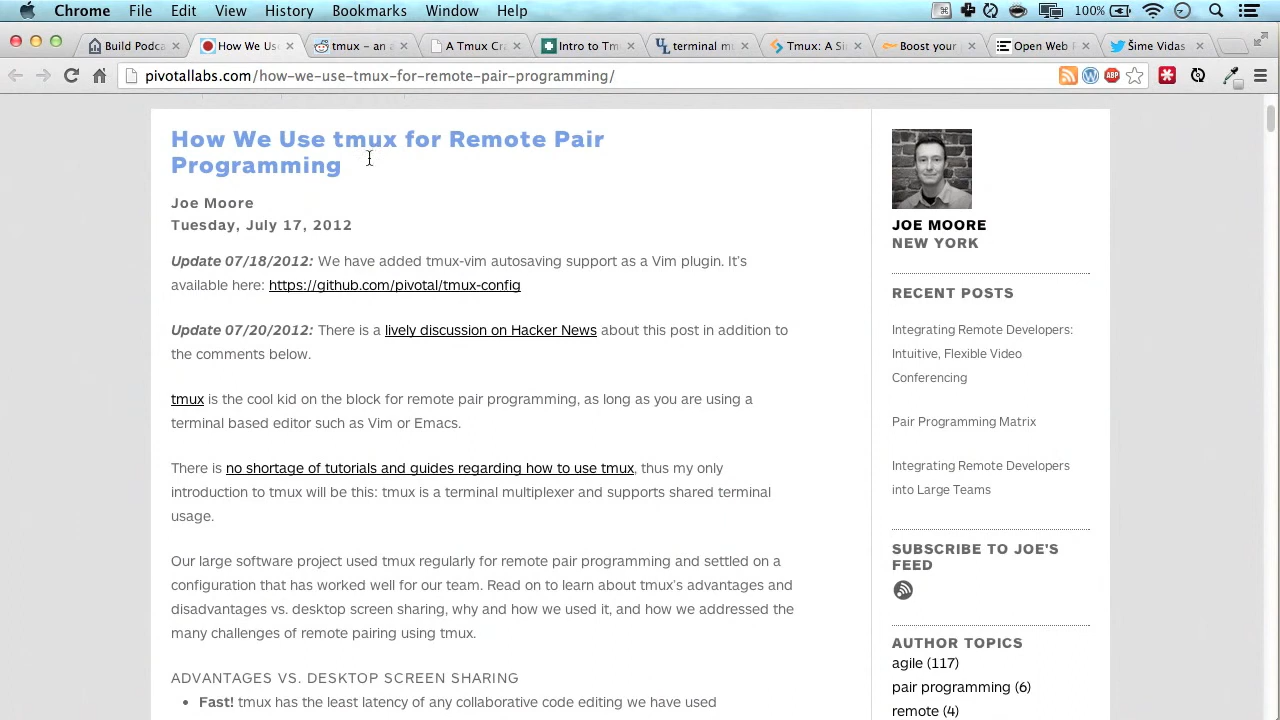 Chrome File Edit View History Bookmarks Window Help 100%
Build Podca
How We Us
tmux – an
A Tmux Cr
Intro to Tm
terminal m
Tmux: A Si
Boost your
Open Web
Šime Vidas
pivotallabs.com/how-we-use-tmux-for-remote-pair-programming/
ABP
How We Use tmux for Remote Pair
Programming
Joe Moore
Tuesday, July 17, 2012
Update 07/18/2012: We have added tmux-vim autosaving support as a Vim plugin. It's
available here: https://github.com/pivotal/tmux-config
Update 07/20/2012: There is a lively discussion on Hacker News about this post in addition to
the comments below.
tmux is the cool kid on the block for remote pair programming, as long as you are using a
terminal based editor such as Vim or Emacs.
There is no shortage of tutorials and guides regarding how to use tmux, thus my only
introduction to tmux will be this: tmux is a terminal multiplexer and supports shared terminal
usage.
Our large software project used tmux regularly for remote pair programming and settled on a
configuration that has worked well for our team. Read on to learn about tmux's advantages and
disadvantages vs. desktop screen sharing, why and how we used it, and how we addressed the
many challenges of remote pairing using tmux.
ADVANTAGES VS. DESKTOP SCREEN SHARING
• Fast! tmux has the least latency of any collaborative code editing we have used
JOE MOORE
NEW YORK
RECENT POSTS
Integrating Remote Developers:
Intuitive, Flexible Video
Conferencing
Pair Programming Matrix
Integrating Remote Developers
into Large Teams
SUBSCRIBE TO JOE'S
FEED
AUTHOR TOPICS
agile (117)
pair programming (6)
remote (4)